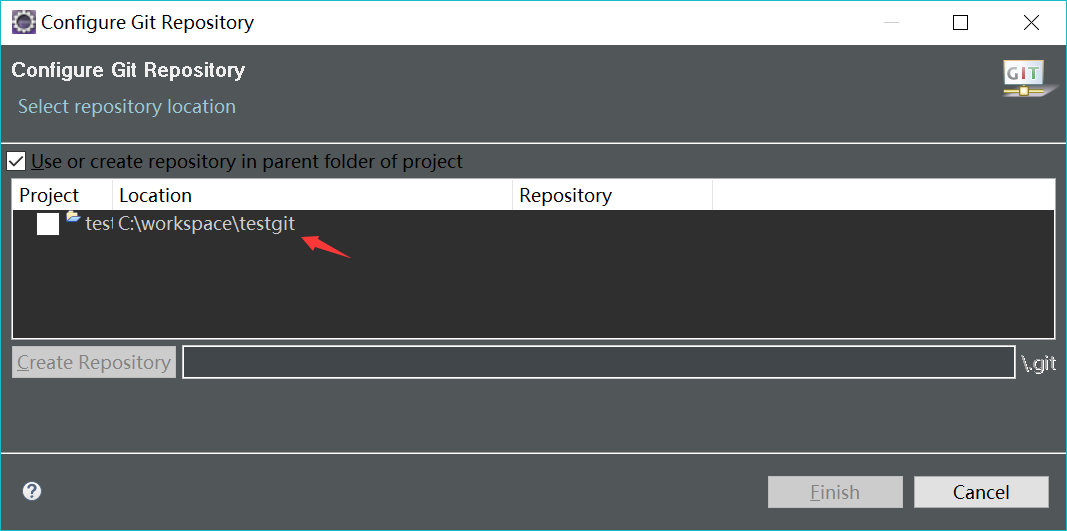 Configure Git Repository
Configure Git Repository
GIT
Select repository location
Use or create repository in parent folder of project
Project Location Repository
test C:\workspace\testgit
Create Repository \.git
?
Finish Cancel